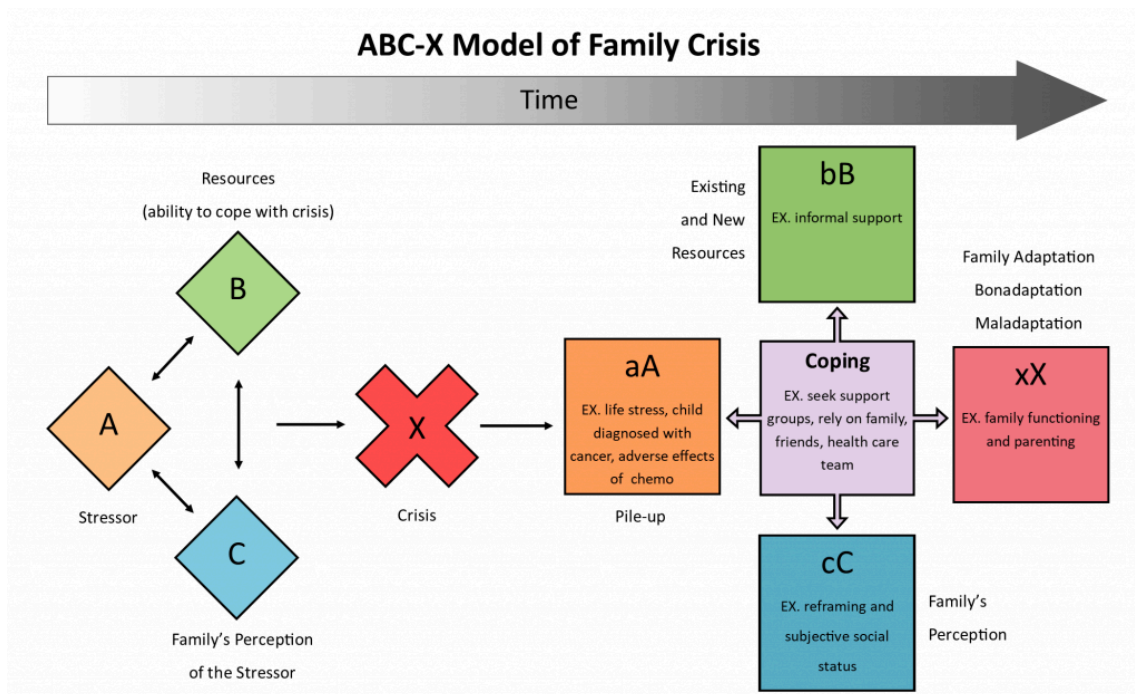 ABC-X Model of Family Crisis
Time
Resources
(ability to cope with crisis)
B
A
Stressor
C
Family's Perception
of the Stressor
X
Crisis
aA
EX. life stress, child
diagnosed with
cancer, adverse effects
of chemo
Pile-up
Existing
and New
Resources
bB
EX. informal support
Coping
EX. seek support
groups, rely on family,
friends, health care
team
cC
EX. reframing and
subjective social
status
Family's
Perception
Family Adaptation
Bonadaptation
Maladaptation
xX
EX. family functioning
and parenting